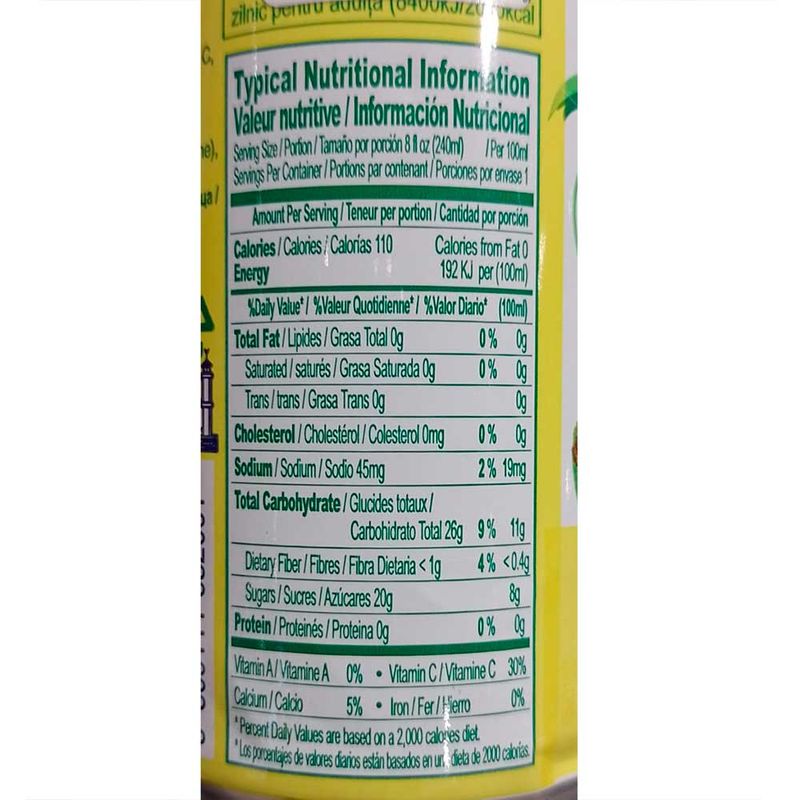 zilnic pentru adulţa (8400kJ/20 0kcal
Typical Nutritional Information
Valeur nutritive / Información Nutricional
Serving Size / Portion / Tamaño por porción 8 fl oz (240ml) / Per 100ml
Servings Per Container / Portions par contenant / Porciones por envase 1
Amount Per Serving / Teneur per portion / Cantidad por porción
Calories / Calories / Calorías 110 Calories from Fat 0
Energy 192 KJ per (100ml)
%Daily Value* / %Valeur Quotidienne* / %Valor Diario* (100ml)
Total Fat / Lipides / Grasa Total 0g 0% 0g
Saturated / saturés / Grasa Saturada 0g 0% 0g
Trans / trans / Grasa Trans 0g 0g
Cholesterol / Cholestérol / Colesterol 0mg 0% 0g
Sodium / Sodium / Sodio 45mg 2% 19mg
Total Carbohydrate / Glucides totaux /
Carbohidrato Total 26g 9% 11g
Dietary Fiber / Fibres / Fibra Dietaria < 1g 4% <0.4g
Sugars / Sucres / Azúcares 20g 8g
Protein / Proteinés / Proteina 0g 0% 0g
Vitamin A / Vitamine A 0% • Vitamin C / Vitamine C 30%
Calcium / Calcio 5% • Iron / Fer / Hierro 0%
*Percent Daily Values are based on a 2,000 calories diet.
*Los porcentajes de valores diarios están basados en una dieta de 2000 calorías.